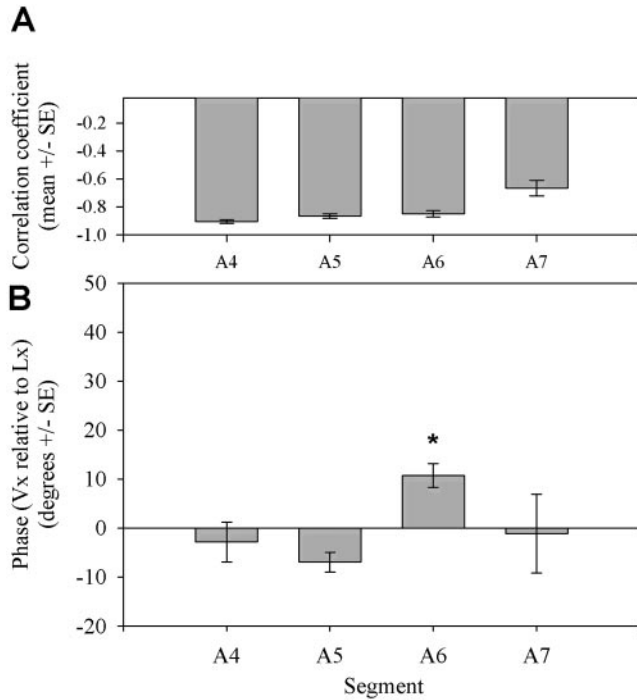 A
Correlation coefficient
(mean +/- SE)
-0.2
-0.4
-0.6
-0.8
-1.0
A4 A5 A6 A7
B
Phase (Vx relative to Lx)
(degrees +/- SE)
50
40
30
20
10
0
-10
-20
*
A4 A5 A6 A7
Segment